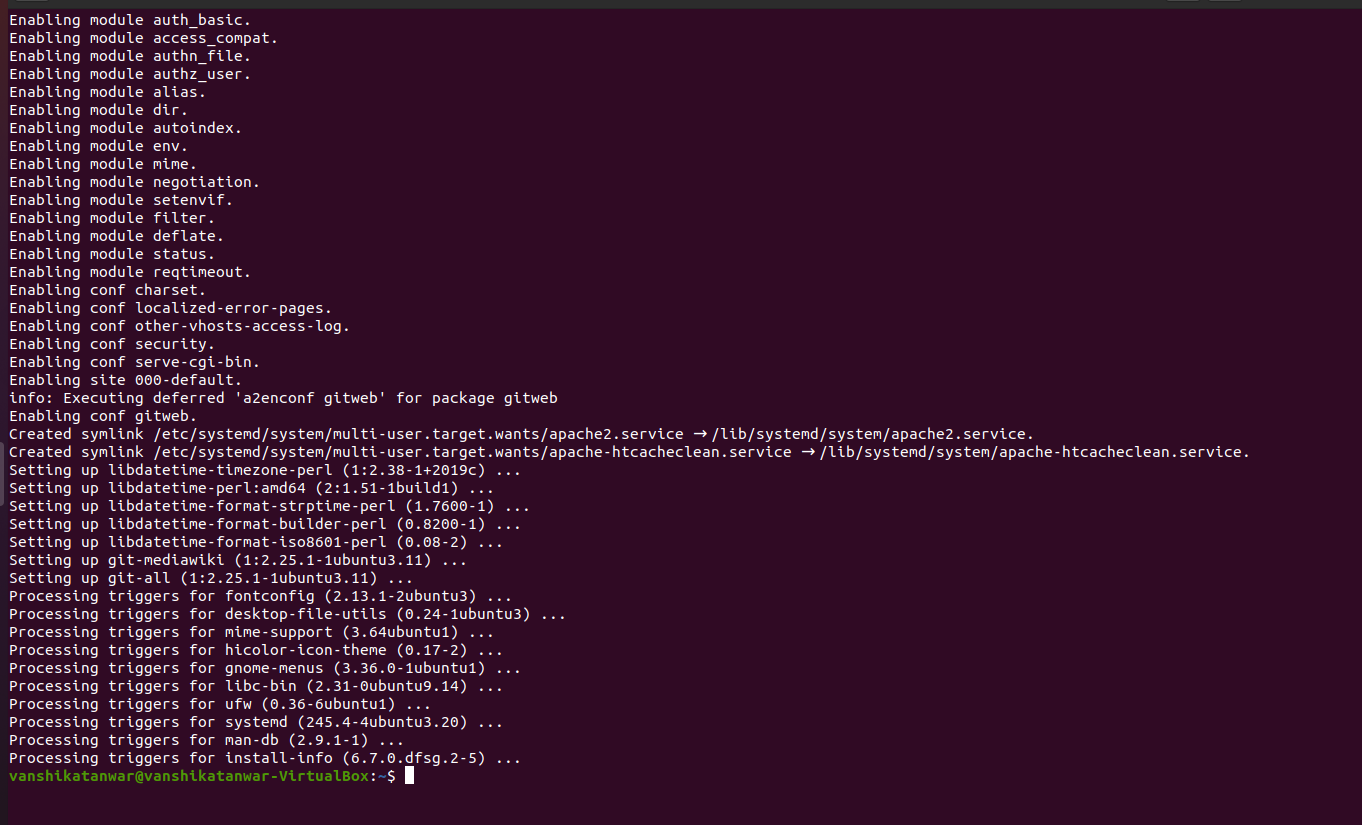 Enabling module auth_basic.
Enabling module access_compat.
Enabling module authn_file.
Enabling module authz_user.
Enabling module alias.
Enabling module dir.
Enabling module autoindex.
Enabling module env.
Enabling module mime.
Enabling module negotiation.
Enabling module setenvif.
Enabling module filter.
Enabling module deflate.
Enabling module status.
Enabling module reqtimeout.
Enabling conf charset.
Enabling conf localized-error-pages.
Enabling conf other-vhosts-access-log.
Enabling conf security.
Enabling conf serve-cgi-bin.
Enabling site 000-default.
info: Executing deferred 'a2enconf gitweb' for package gitweb
Enabling conf gitweb.
Created symlink /etc/systemd/system/multi-user.target.wants/apache2.service → /lib/systemd/system/apache2.service.
Created symlink /etc/systemd/system/multi-user.target.wants/apache-htcacheclean.service → /lib/systemd/system/apache-htcacheclean.service.
Setting up libdatetime-timezone-perl (1:2.38-1+2019c) ...
Setting up libdatetime-perl:amd64 (2:1.51-1build1) ...
Setting up libdatetime-format-strptime-perl (1.7600-1) ...
Setting up libdatetime-format-builder-perl (0.8200-1) ...
Setting up libdatetime-format-iso8601-perl (0.08-2) ...
Setting up git-mediawiki (1:2.25.1-1ubuntu3.11) ...
Setting up git-all (1:2.25.1-1ubuntu3.11) ...
Processing triggers for fontconfig (2.13.1-2ubuntu3) ...
Processing triggers for desktop-file-utils (0.24-1ubuntu3) ...
Processing triggers for mime-support (3.64ubuntu1) ...
Processing triggers for hicolor-icon-theme (0.17-2) ...
Processing triggers for gnome-menus (3.36.0-1ubuntu1) ...
Processing triggers for libc-bin (2.31-0ubuntu9.14) ...
Processing triggers for ufw (0.36-6ubuntu1) ...
Processing triggers for systemd (245.4-4ubuntu3.20) ...
Processing triggers for man-db (2.9.1-1) ...
Processing triggers for install-info (6.7.0.dfsg.2-5) ...
vanshikatanwar@vanshikatanwar-VirtualBox:~$